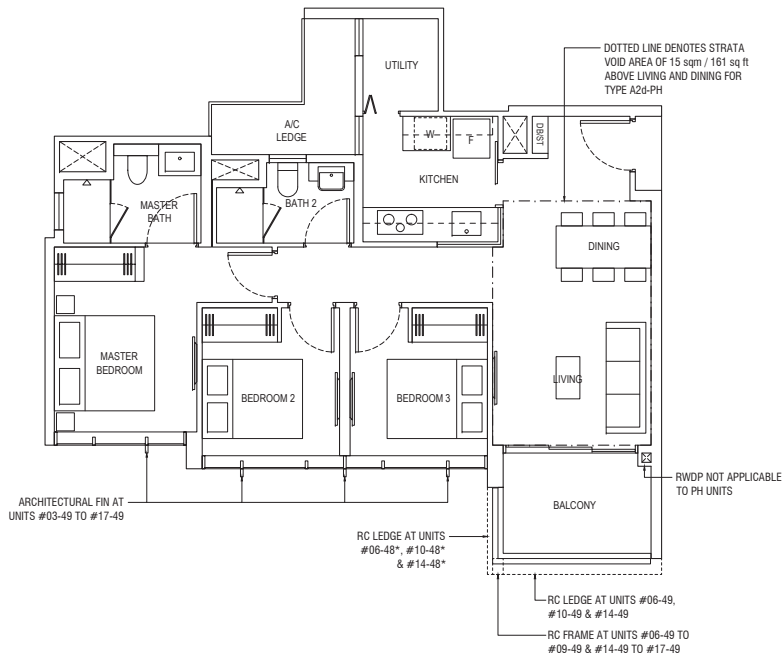 DOTTED LINE DENOTES STRATA
VOID AREA OF 15 sqm / 161 sq ft
ABOVE LIVING AND DINING FOR
TYPE A2d-PH
UTILITY
A/C
LEDGE
W
F
DB/ST
KITCHEN
MASTER
BATH
BATH 2
DINING
MASTER
BEDROOM
BEDROOM 2
BEDROOM 3
LIVING
BALCONY
RWDP NOT APPLICABLE
TO PH UNITS
ARCHITECTURAL FIN AT
UNITS #03-49 TO #17-49
RC LEDGE AT UNITS
#06-48*, #10-48*
& #14-48*
RC LEDGE AT UNITS #06-49,
#10-49 & #14-49
RC FRAME AT UNITS #06-49 TO
#09-49 & #14-49 TO #17-49